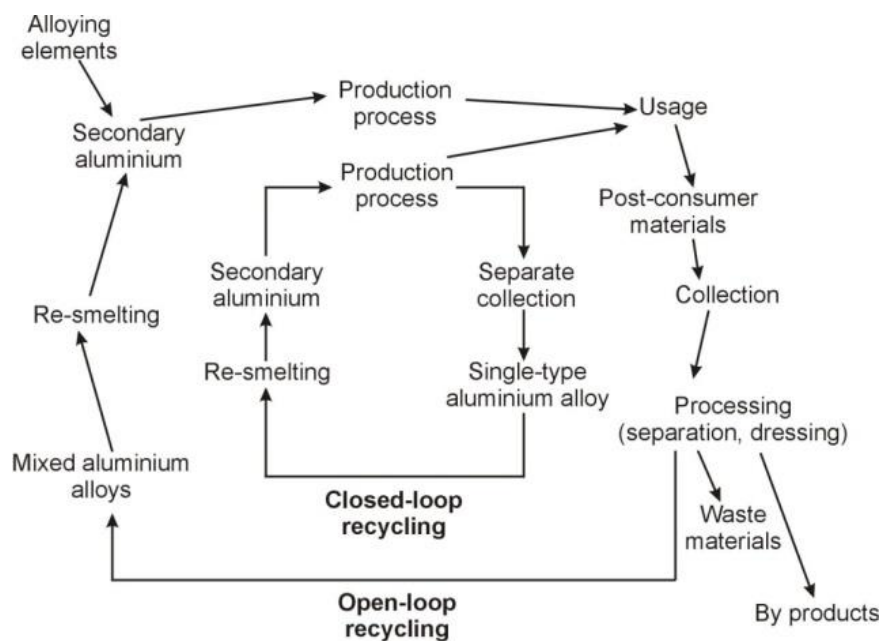 Alloying
elements
Production
process
Usage
Secondary
aluminium
Production
process
Post-consumer
materials
Secondary
aluminium
Separate
collection
Collection
Re-smelting
Re-smelting
Single-type
aluminium alloy
Processing
(separation, dressing)
Mixed aluminium
alloys
Closed-loop
recycling
Waste
materials
Open-loop
recycling
By products